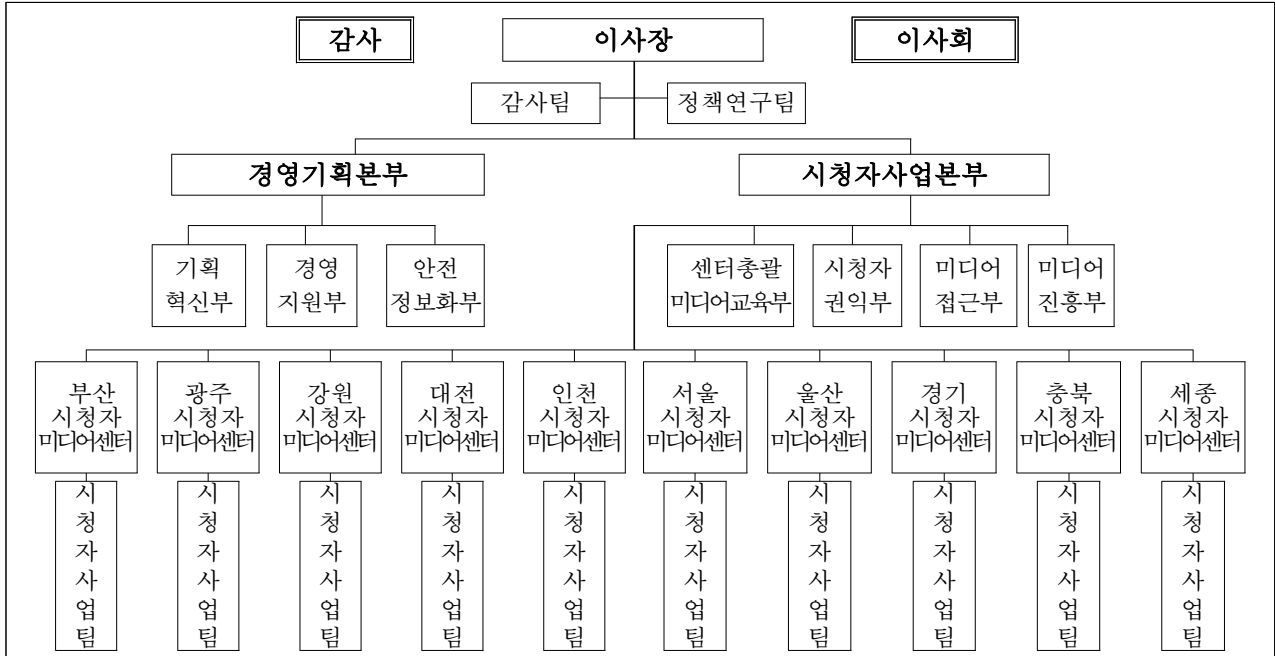 감사
이사장
이사회
감사팀
정책연구팀
경영기획본부
시청자사업본부
기획
혁신부
경영
지원부
안전
정보화부
센터총괄
미디어교육부
시청자
권익부
미디어
접근부
미디어
진흥부
부산
시청자
미디어센터
광주
시청자
미디어센터
강원
시청자
미디어센터
대전
시청자
미디어센터
인천
시청자
미디어센터
서울
시청자
미디어센터
울산
시청자
미디어센터
경기
시청자
미디어센터
충북
시청자
미디어센터
세종
시청자
미디어센터
시청자사업팀
시청자사업팀
시청자사업팀
시청자사업팀
시청자사업팀
시청자사업팀
시청자사업팀
시청자사업팀
시청자사업팀
시청자사업팀